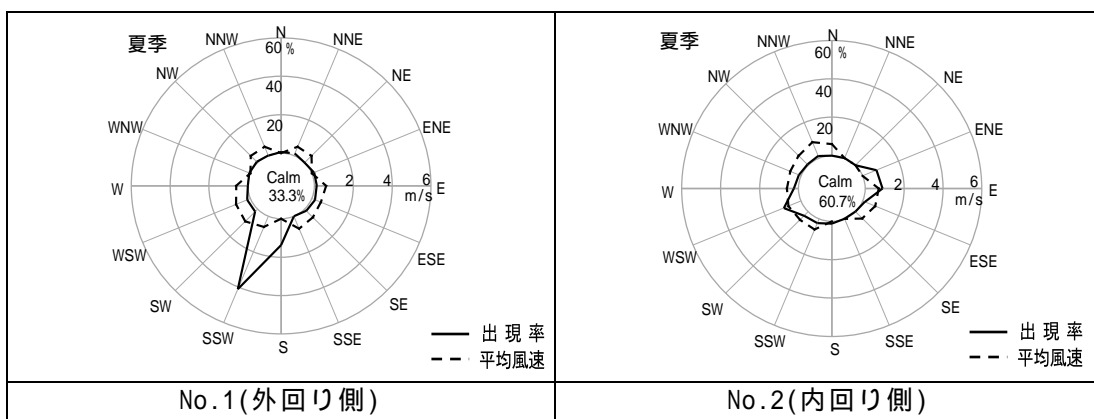 夏季
N
NNE
NE
ENE
E
ESE
SE
SSE
S
SSW
SW
WSW
W
WNW
NW
NNW
60 %
40
20
Calm
33.3%
2 4 6
m/s
出 現 率
平均風速
No.1(外回り側)
夏季
N
NNE
NE
ENE
E
ESE
SE
SSE
S
SSW
SW
WSW
W
WNW
NW
NNW
60 %
40
20
Calm
60.7%
2 4 6
m/s
出 現 率
平均風速
No.2(内回り側)